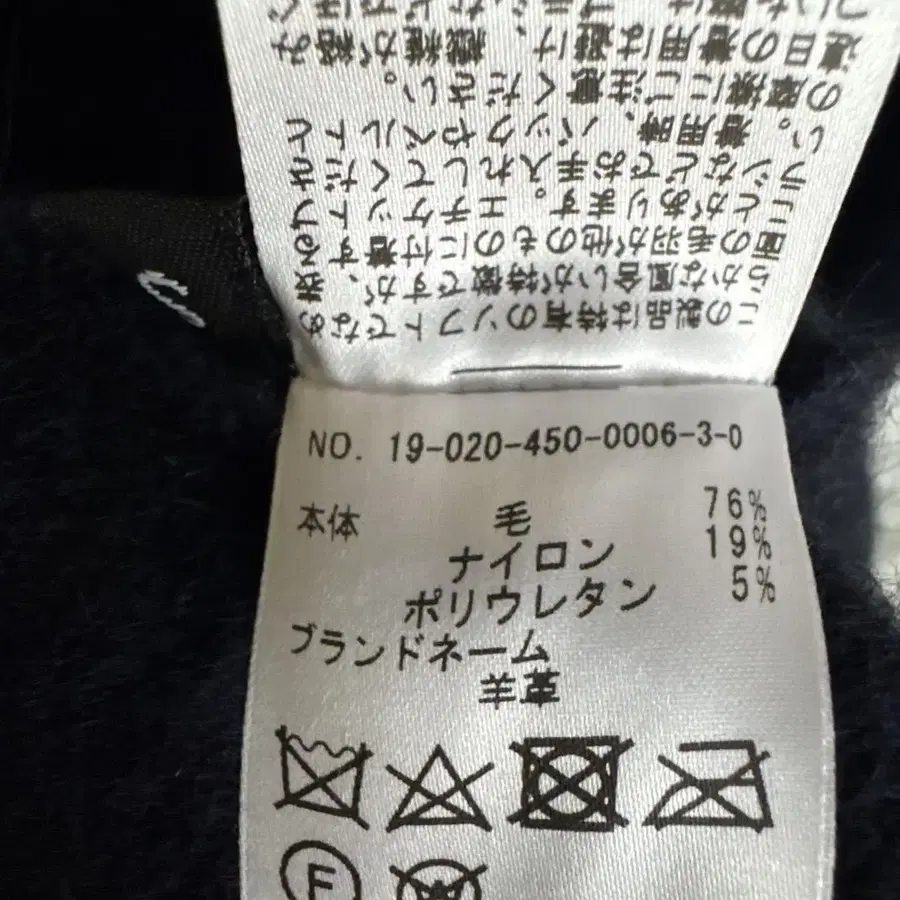 この製品は特有のソフトでなめ
らかな風合いが特徴ですが、表
面の毛羽が他のものに付着する
ことがあります。エチケットブ
ラシなどでお手入れしてくださ
い。着用時、バックやベルトと
の摩擦にご注意ください。
連日の着用は避け、繊維が絡み
NO. 19-020-450-0006-3-0
本体 毛 76%
ナイロン 19%
ポリウレタン 5%
ブランドネーム
羊革
F